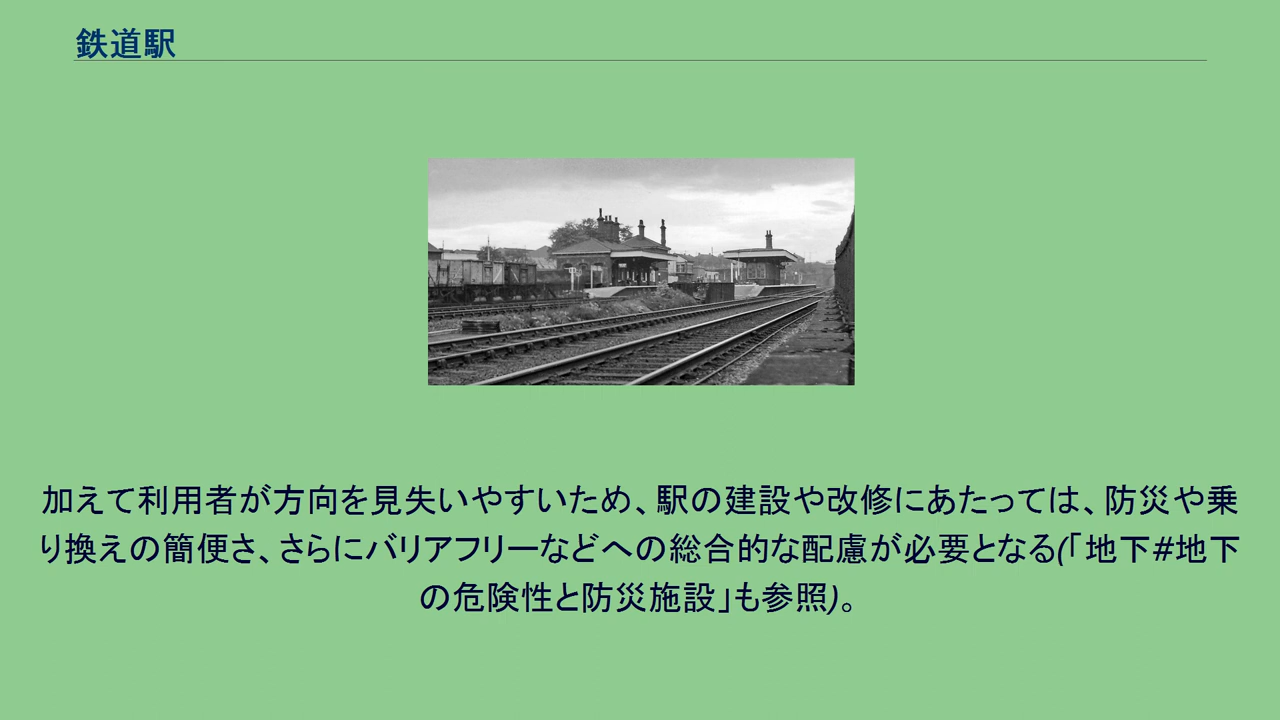 鉄道駅
加えて利用者が方向を見失いやすいため、駅の建設や改修にあたっては、防災や乗
り換えの簡便さ、さらにバリアフリーなどへの総合的な配慮が必要となる(「地下#地下
の危険性と防災施設」も参照)。